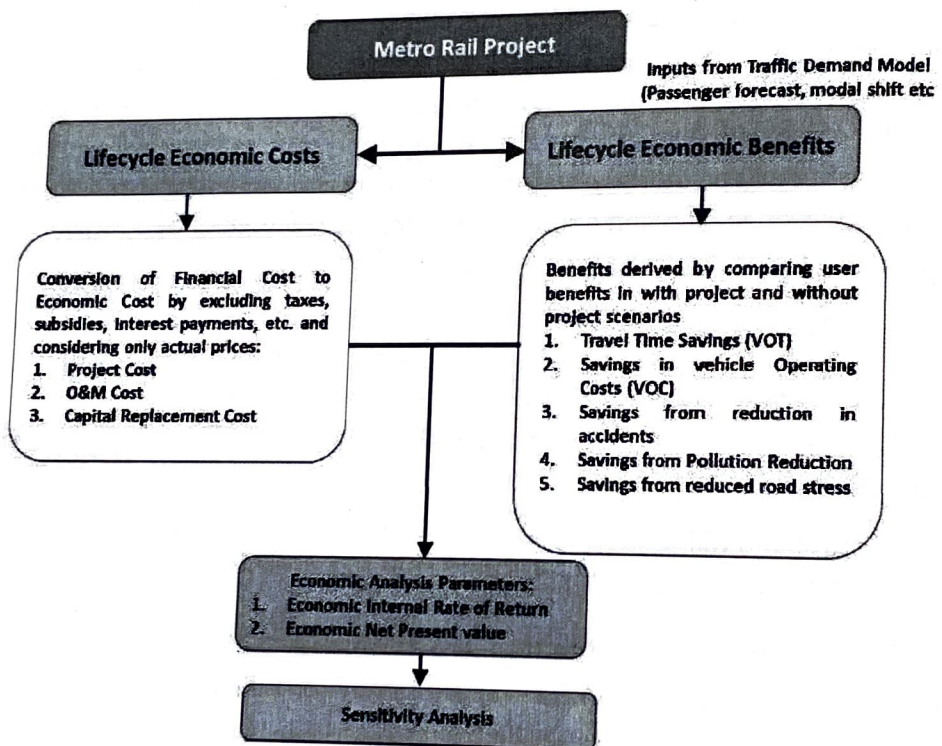 Metro Rail Project
Inputs from Traffic Demand Model
(Passenger forecast, modal shift etc
Lifecycle Economic Costs
Lifecycle Economic Benefits
Conversion of Financial Cost to
Economic Cost by excluding taxes,
subsidies, interest payments, etc. and
considering only actual prices:
1. Project Cost
2. O&M Cost
3. Capital Replacement Cost
Benefits derived by comparing user
benefits in with project and without
project scenarios
1. Travel Time Savings (VOT)
2. Savings in vehicle Operating
Costs (VOC)
3. Savings from reduction in
accidents
4. Savings from Pollution Reduction
5. Savings from reduced road stress
Economic Analysis Parameters:
1. Economic Internal Rate of Return
2. Economic Net Present value
Sensitivity Analysis